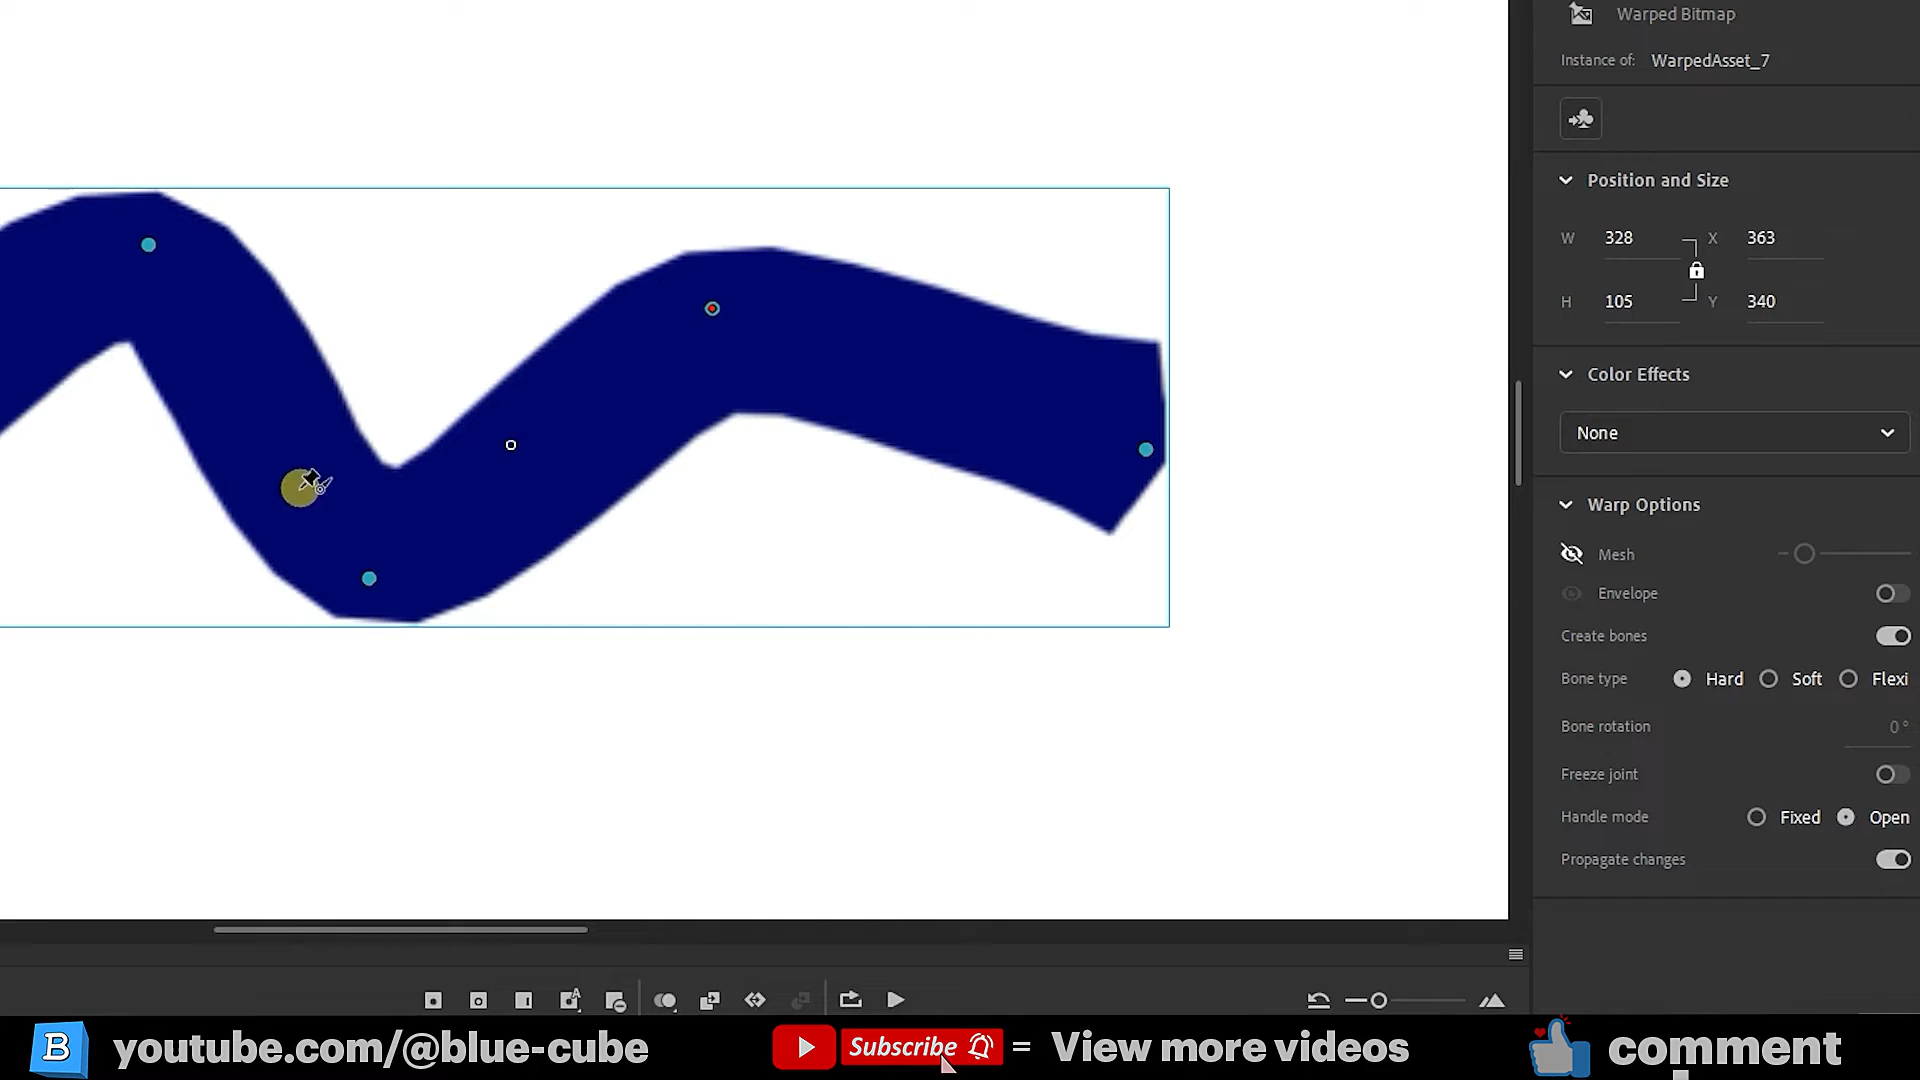 Warped Bitmap
Instance of: WarpedAsset_7
Position and Size
W 328 X 363
H 105 Y 340
Color Effects
None
Warp Options
Mesh
Envelope
Create bones
Bone type Hard Soft Flexi
Bone rotation 0°
Freeze joint
Handle mode Fixed Open
Propagate changes
A
B youtube.com/@blue-cube Subscribe = View more videos comment